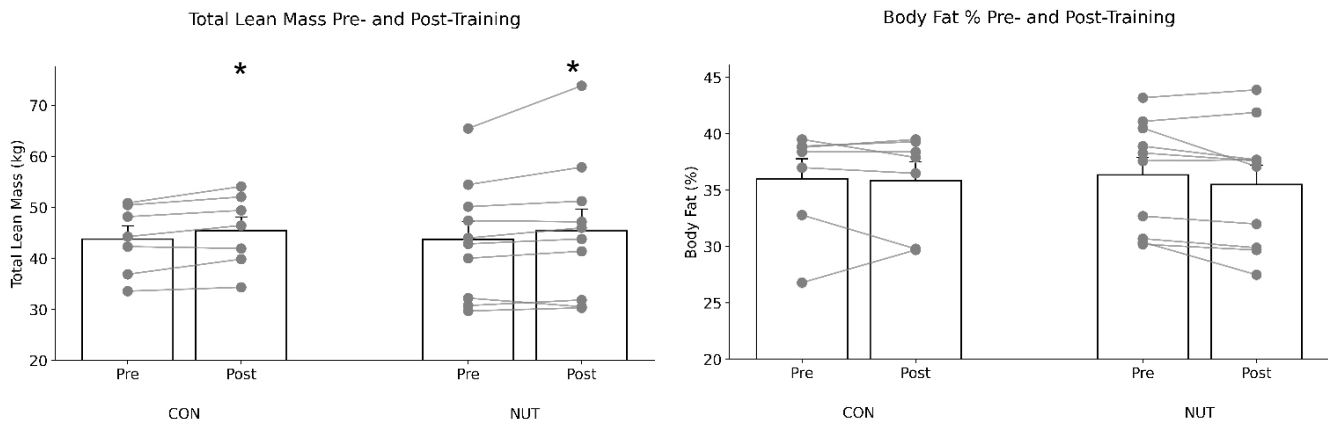 Total Lean Mass Pre- and Post-Training
*
*
Total Lean Mass (kg)
70
60
50
40
30
20
Pre
Post
Pre
Post
CON
NUT
Body Fat % Pre- and Post-Training
Body Fat (%)
45
40
35
30
25
20
Pre
Post
Pre
Post
CON
NUT